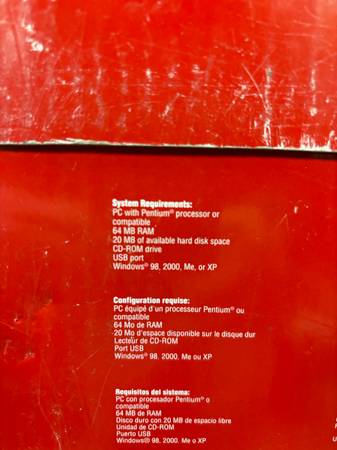 System Requirements:
PC with Pentium® processor or
compatible
64 MB RAM
20 MB of available hard disk space
CD-ROM drive
USB port
Windows® 98, 2000, Me, or XP
Configuration requise:
PC équipé d'un processeur Pentium® ou
compatible
64 Mo de RAM
20 Mo d'espace disponible sur le disque dur
Lecteur de CD-ROM
Port USB
Windows® 98, 2000, Me ou XP
Requisitos del sistema:
PC con procesador Pentium® o
compatible
64 MB de RAM
Disco duro con 20 MB de espacio libre
Unidad de CD-ROM
Puerto USB
Windows® 98, 2000, Me o XP